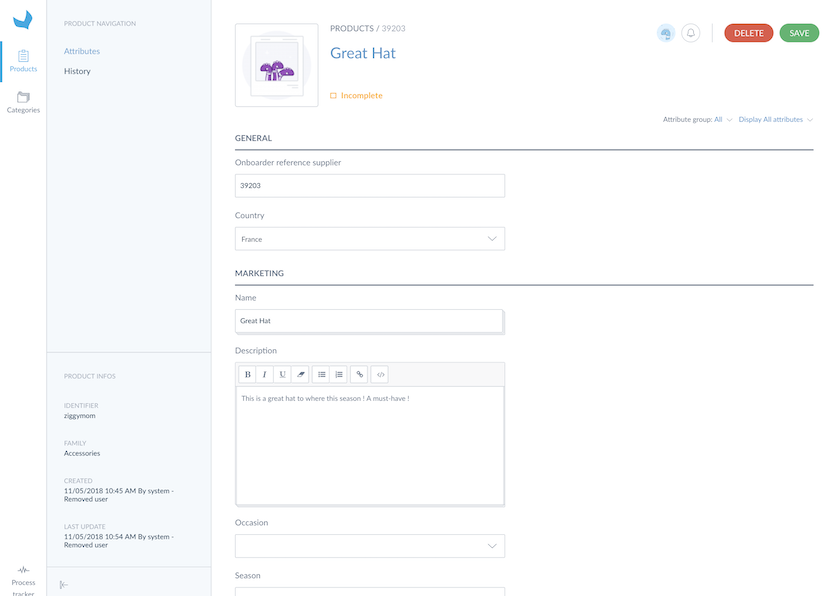 Products
Categories
Process
tracker
PRODUCT NAVIGATION
Attributes
History
PRODUCT INFOS
IDENTIFIER
ziggymom
FAMILY
Accessories
CREATED
11/05/2018 10:45 AM By system -
Removed user
LAST UPDATE
11/05/2018 10:54 AM By system -
Removed user
PRODUCTS / 39203
Great Hat
Incomplete
DELETE
SAVE
Attribute group: All
Display All attributes
GENERAL
Onboarder reference supplier
39203
Country
France
MARKETING
Name
Great Hat
Description
B I U
This is a great hat to where this season ! A must-have !
Occasion
Season